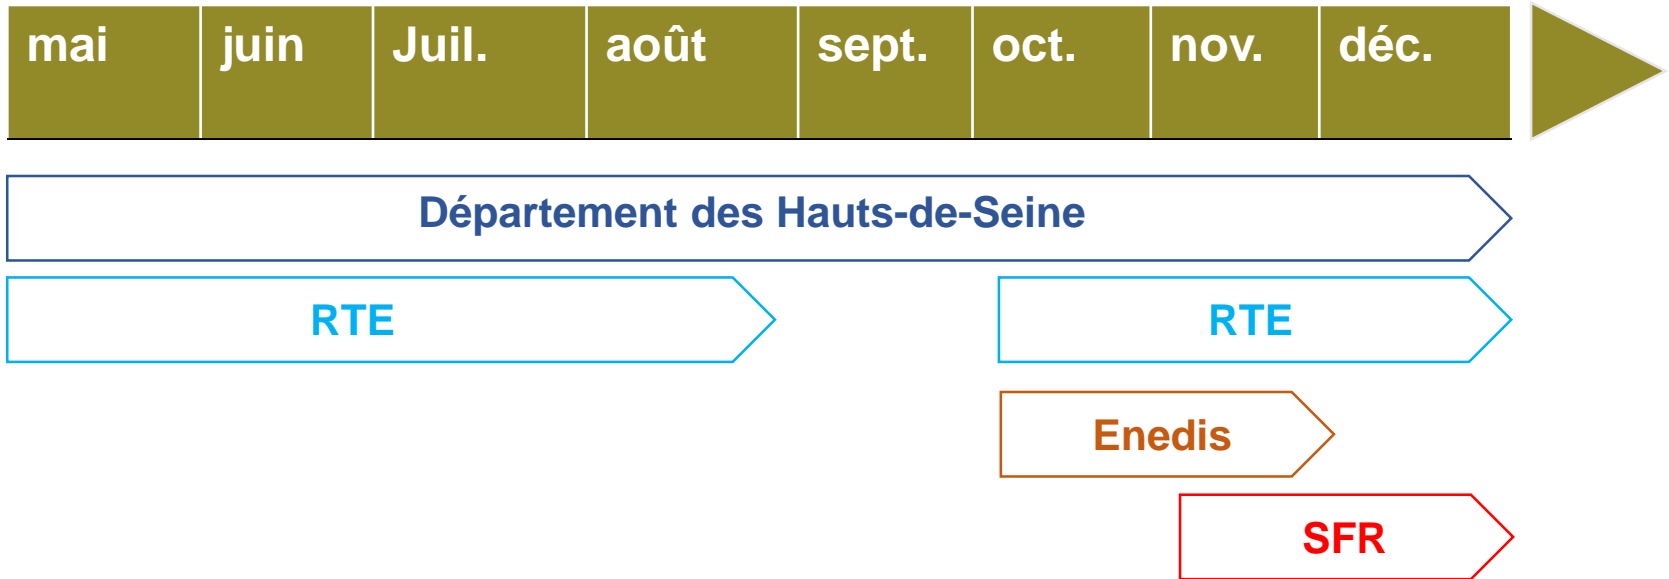 mai juin Juil. août sept. oct. nov. déc.
Département des Hauts-de-Seine
RTE RTE
Enedis
SFR